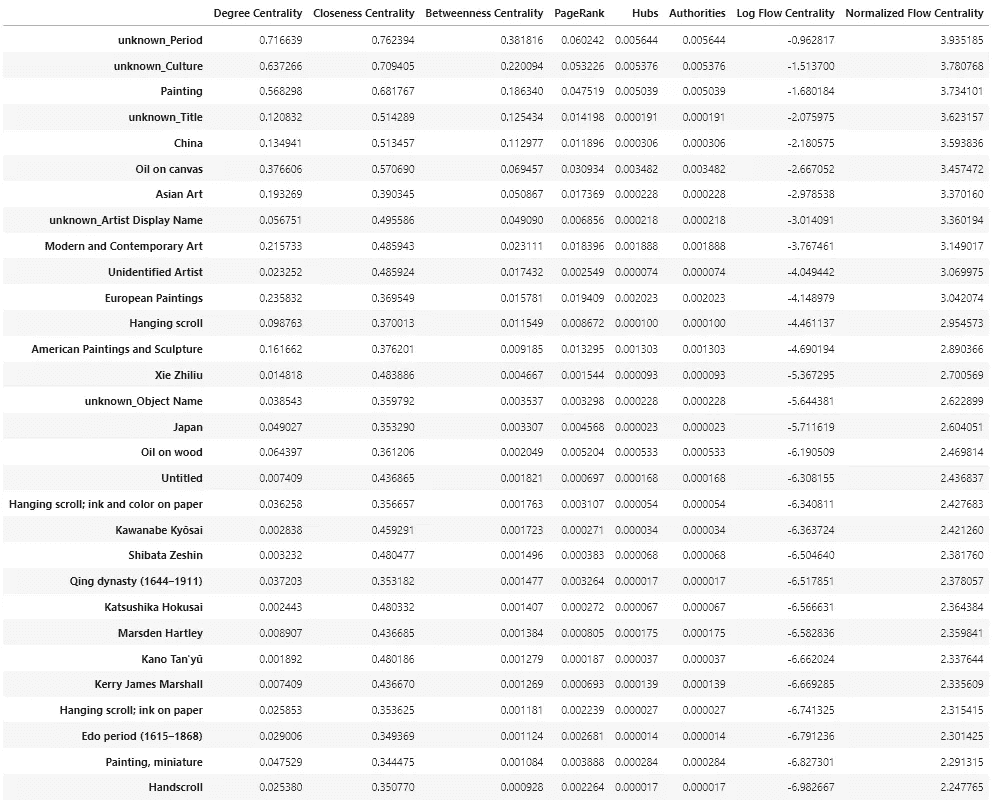 Degree Centrality Closeness Centrality Betweenness Centrality PageRank Hubs Authorities Log Flow Centrality Normalized Flow Centrality
unknown_Period 0.716639 0.762394 0.381816 0.060242 0.005644 0.005644 -0.962817 3.935185
unknown_Culture 0.637266 0.709405 0.220094 0.053226 0.005376 0.005376 -1.513700 3.780768
Painting 0.568298 0.681767 0.186340 0.047519 0.005039 0.005039 -1.680184 3.734101
unknown_Title 0.120832 0.514289 0.125434 0.014198 0.000191 0.000191 -2.075975 3.623157
China 0.134941 0.513457 0.112977 0.011896 0.000306 0.000306 -2.180575 3.593836
Oil on canvas 0.376606 0.570690 0.069457 0.030934 0.003482 0.003482 -2.667052 3.457472
Asian Art 0.193269 0.390345 0.050867 0.017369 0.000228 0.000228 -2.978538 3.370160
unknown_Artist Display Name 0.056751 0.495586 0.049090 0.006856 0.000218 0.000218 -3.014091 3.360194
Modern and Contemporary Art 0.215733 0.485943 0.023111 0.018396 0.001888 0.001888 -3.767461 3.149017
Unidentified Artist 0.023252 0.485924 0.017432 0.002549 0.000074 0.000074 -4.049442 3.069975
European Paintings 0.235832 0.369549 0.015781 0.019409 0.002023 0.002023 -4.148979 3.042074
Hanging scroll 0.098763 0.370013 0.011549 0.008672 0.000100 0.000100 -4.461137 2.954573
American Paintings and Sculpture 0.161662 0.376201 0.009185 0.013295 0.001303 0.001303 -4.690194 2.890366
Xie Zhiliu 0.014818 0.483886 0.004667 0.001544 0.000093 0.000093 -5.367295 2.700569
unknown_Object Name 0.038543 0.359792 0.003537 0.003298 0.000228 0.000228 -5.644381 2.622899
Japan 0.049027 0.353290 0.003307 0.004568 0.000023 0.000023 -5.711619 2.604051
Oil on wood 0.064397 0.361206 0.002049 0.005204 0.000533 0.000533 -6.190509 2.469814
Untitled 0.007409 0.436865 0.001821 0.000697 0.000168 0.000168 -6.308155 2.436837
Hanging scroll; ink and color on paper 0.036258 0.356657 0.001763 0.003107 0.000054 0.000054 -6.340811 2.427683
Kawanabe Kyōsai 0.002838 0.459291 0.001723 0.000271 0.000034 0.000034 -6.363724 2.421260
Shibata Zeshin 0.003232 0.480477 0.001496 0.000383 0.000068 0.000068 -6.504640 2.381760
Qing dynasty (1644–1911) 0.037203 0.353182 0.001477 0.003264 0.000017 0.000017 -6.517851 2.378057
Katsushika Hokusai 0.002443 0.480332 0.001407 0.000272 0.000067 0.000067 -6.566631 2.364384
Marsden Hartley 0.008907 0.436685 0.001384 0.000805 0.000175 0.000175 -6.582836 2.359841
Kano Tan'yū 0.001892 0.480186 0.001279 0.000187 0.000037 0.000037 -6.662024 2.337644
Kerry James Marshall 0.007409 0.436670 0.001269 0.000693 0.000139 0.000139 -6.669285 2.335609
Hanging scroll; ink on paper 0.025853 0.353625 0.001181 0.002239 0.000027 0.000027 -6.741325 2.315415
Edo period (1615–1868) 0.029006 0.349369 0.001124 0.002681 0.000014 0.000014 -6.791236 2.301425
Painting, miniature 0.047529 0.344475 0.001084 0.003888 0.000284 0.000284 -6.827301 2.291315
Handscroll 0.025380 0.350770 0.000928 0.002264 0.000017 0.000017 -6.982667 2.247765